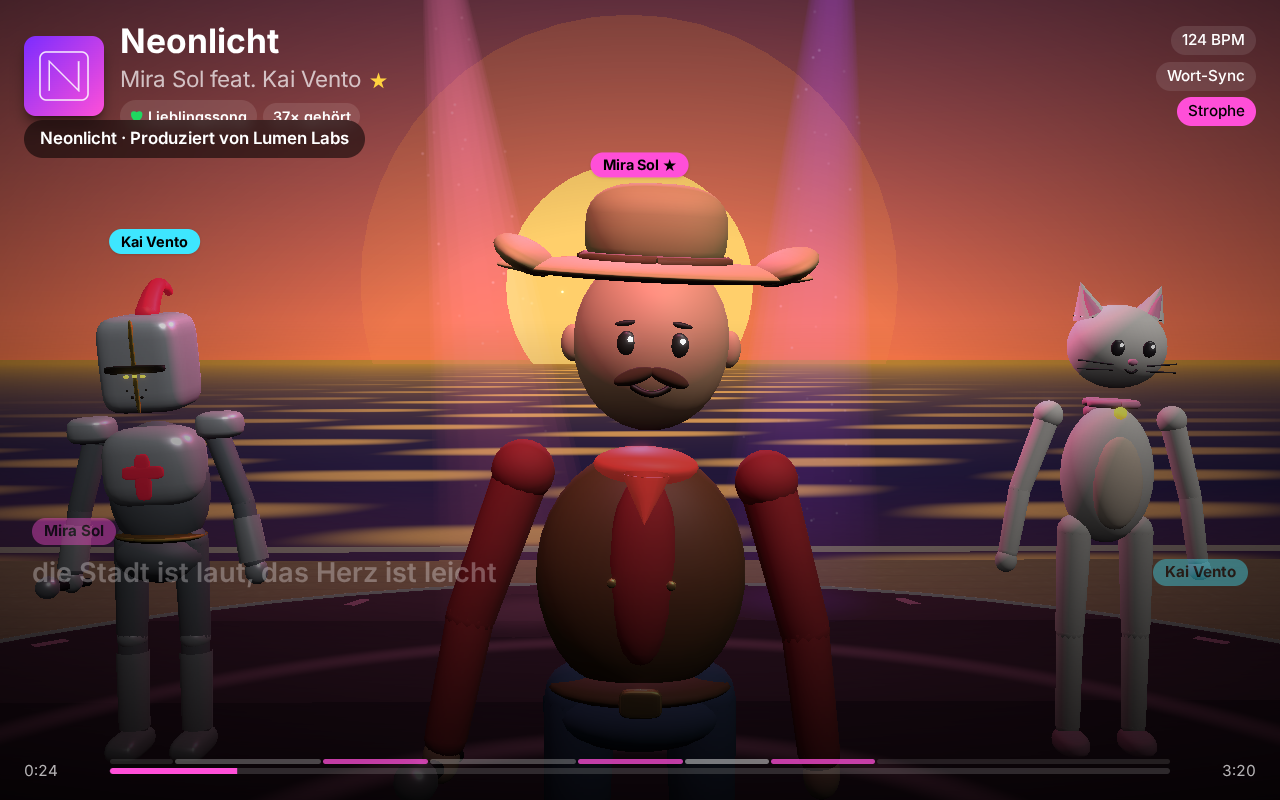 Neonlicht
Mira Sol feat. Kai Vento ★
Lieblingssong 37× gehört
Neonlicht · Produziert von Lumen Labs
124 BPM
Wort-Sync
Strophe
Mira Sol ★
Kai Vento
Mira Sol
die Stadt ist laut, das Herz ist leicht
Kai Vento
0:24
3:20